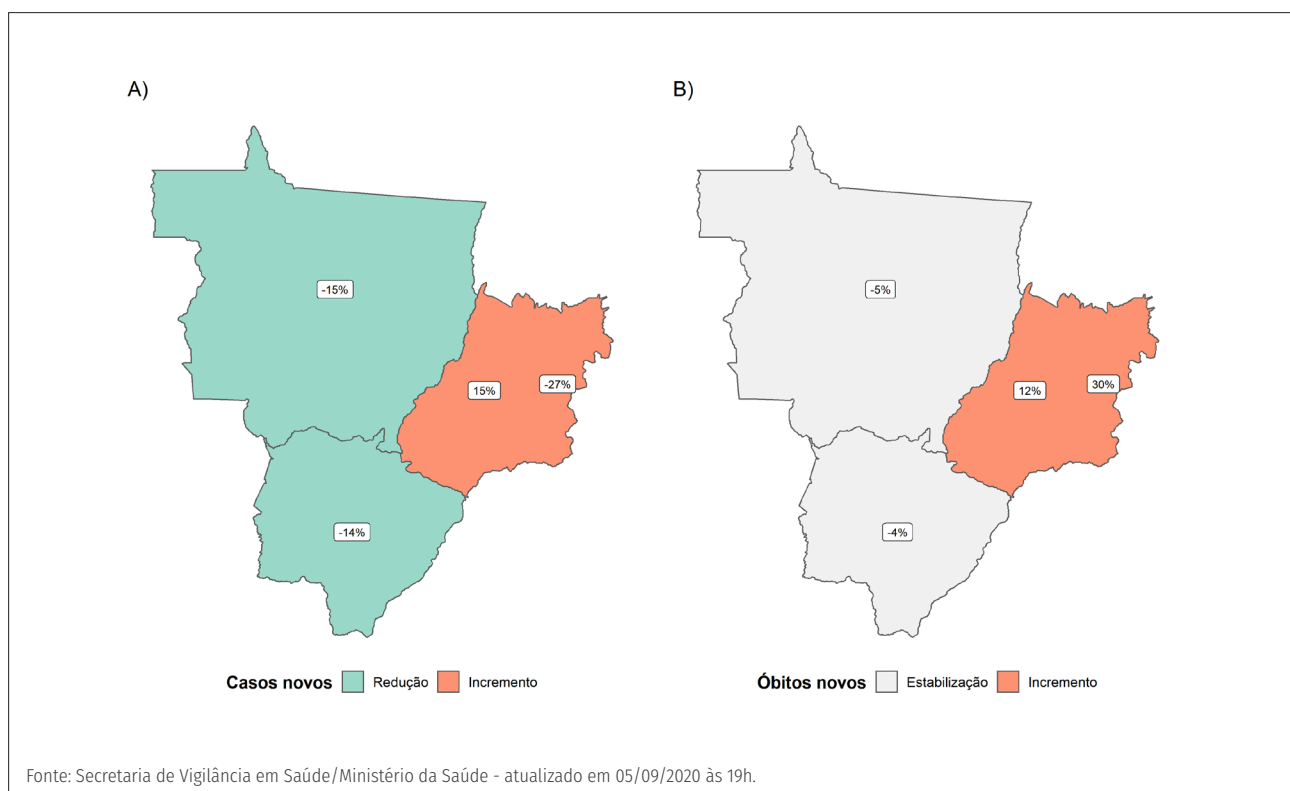 A)
B)
-15%
15%
-27%
-14%
-5%
12%
30%
-4%
Casos novos Redução Incremento
Óbitos novos Estabilização Incremento
Fonte: Secretaria de Vigilância em Saúde/Ministério da Saúde - atualizado em 05/09/2020 às 19h.